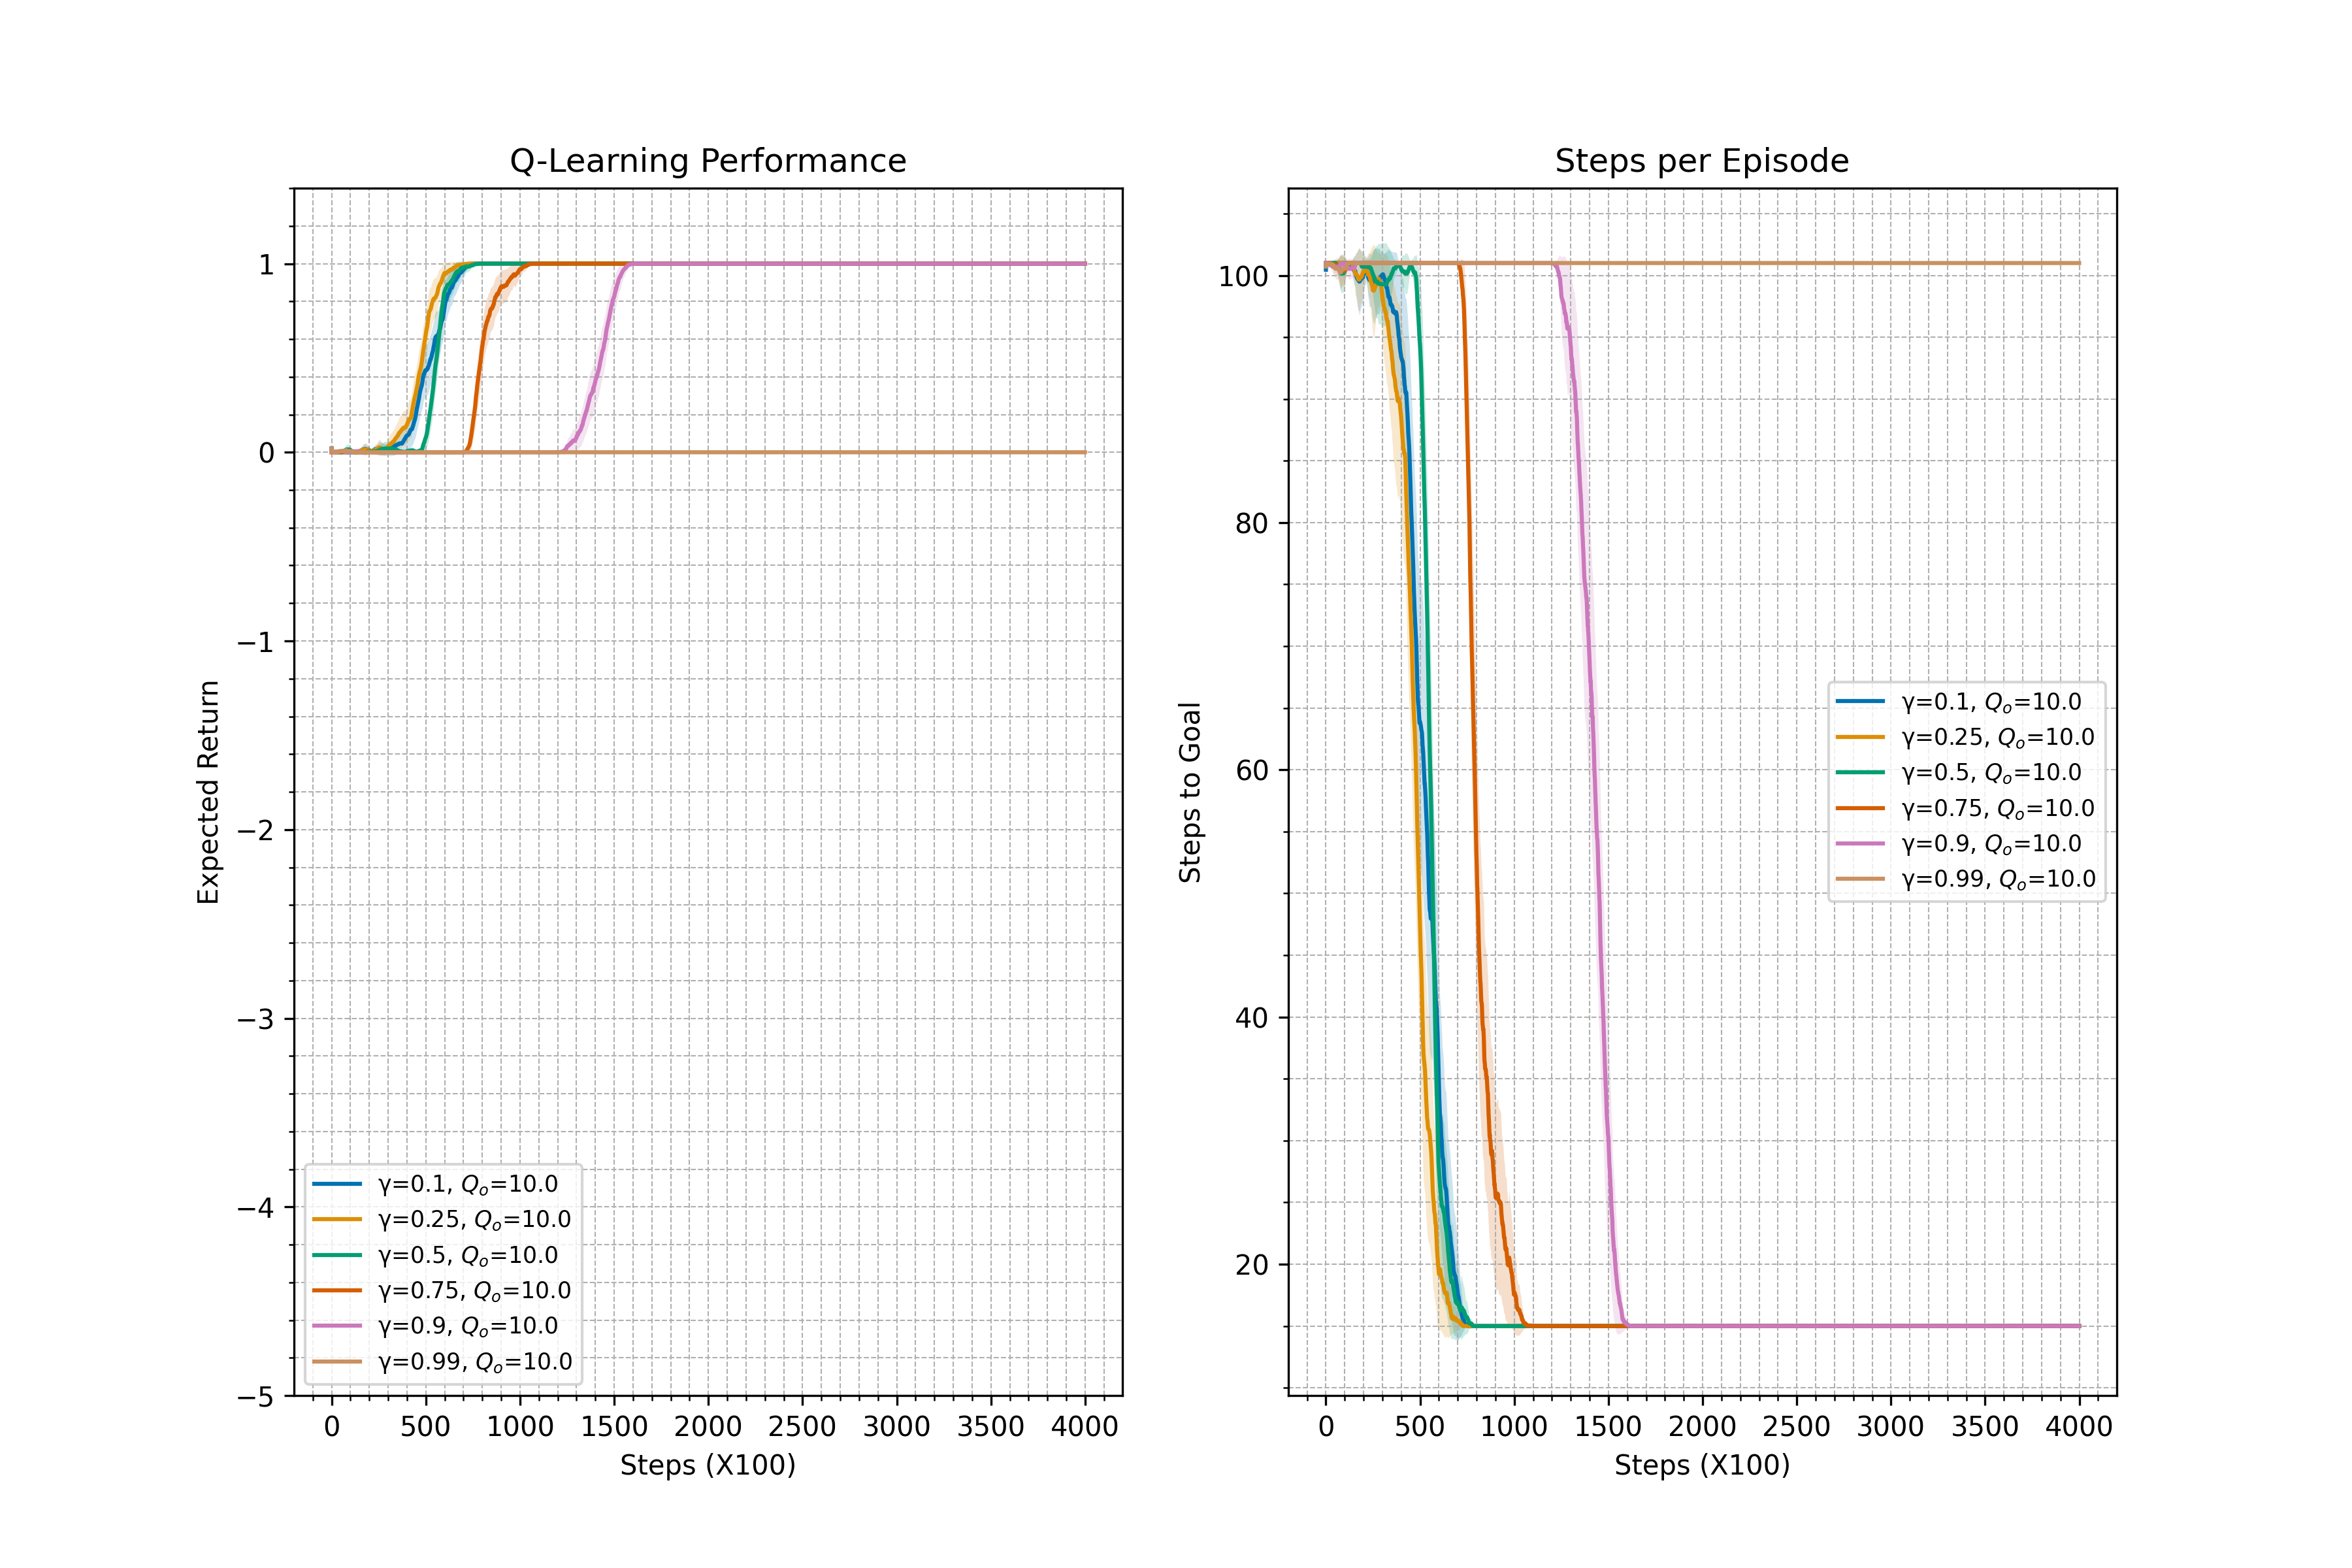 Q-Learning Performance
1
0
−1
−2
−3
−4
−5
Expected Return
γ=0.1, Qₒ=10.0
γ=0.25, Qₒ=10.0
γ=0.5, Qₒ=10.0
γ=0.75, Qₒ=10.0
γ=0.9, Qₒ=10.0
γ=0.99, Qₒ=10.0
0 500 1000 1500 2000 2500 3000 3500 4000
Steps (X100)
Steps per Episode
100
80
60
40
20
Steps to Goal
γ=0.1, Qₒ=10.0
γ=0.25, Qₒ=10.0
γ=0.5, Qₒ=10.0
γ=0.75, Qₒ=10.0
γ=0.9, Qₒ=10.0
γ=0.99, Qₒ=10.0
0 500 1000 1500 2000 2500 3000 3500 4000
Steps (X100)